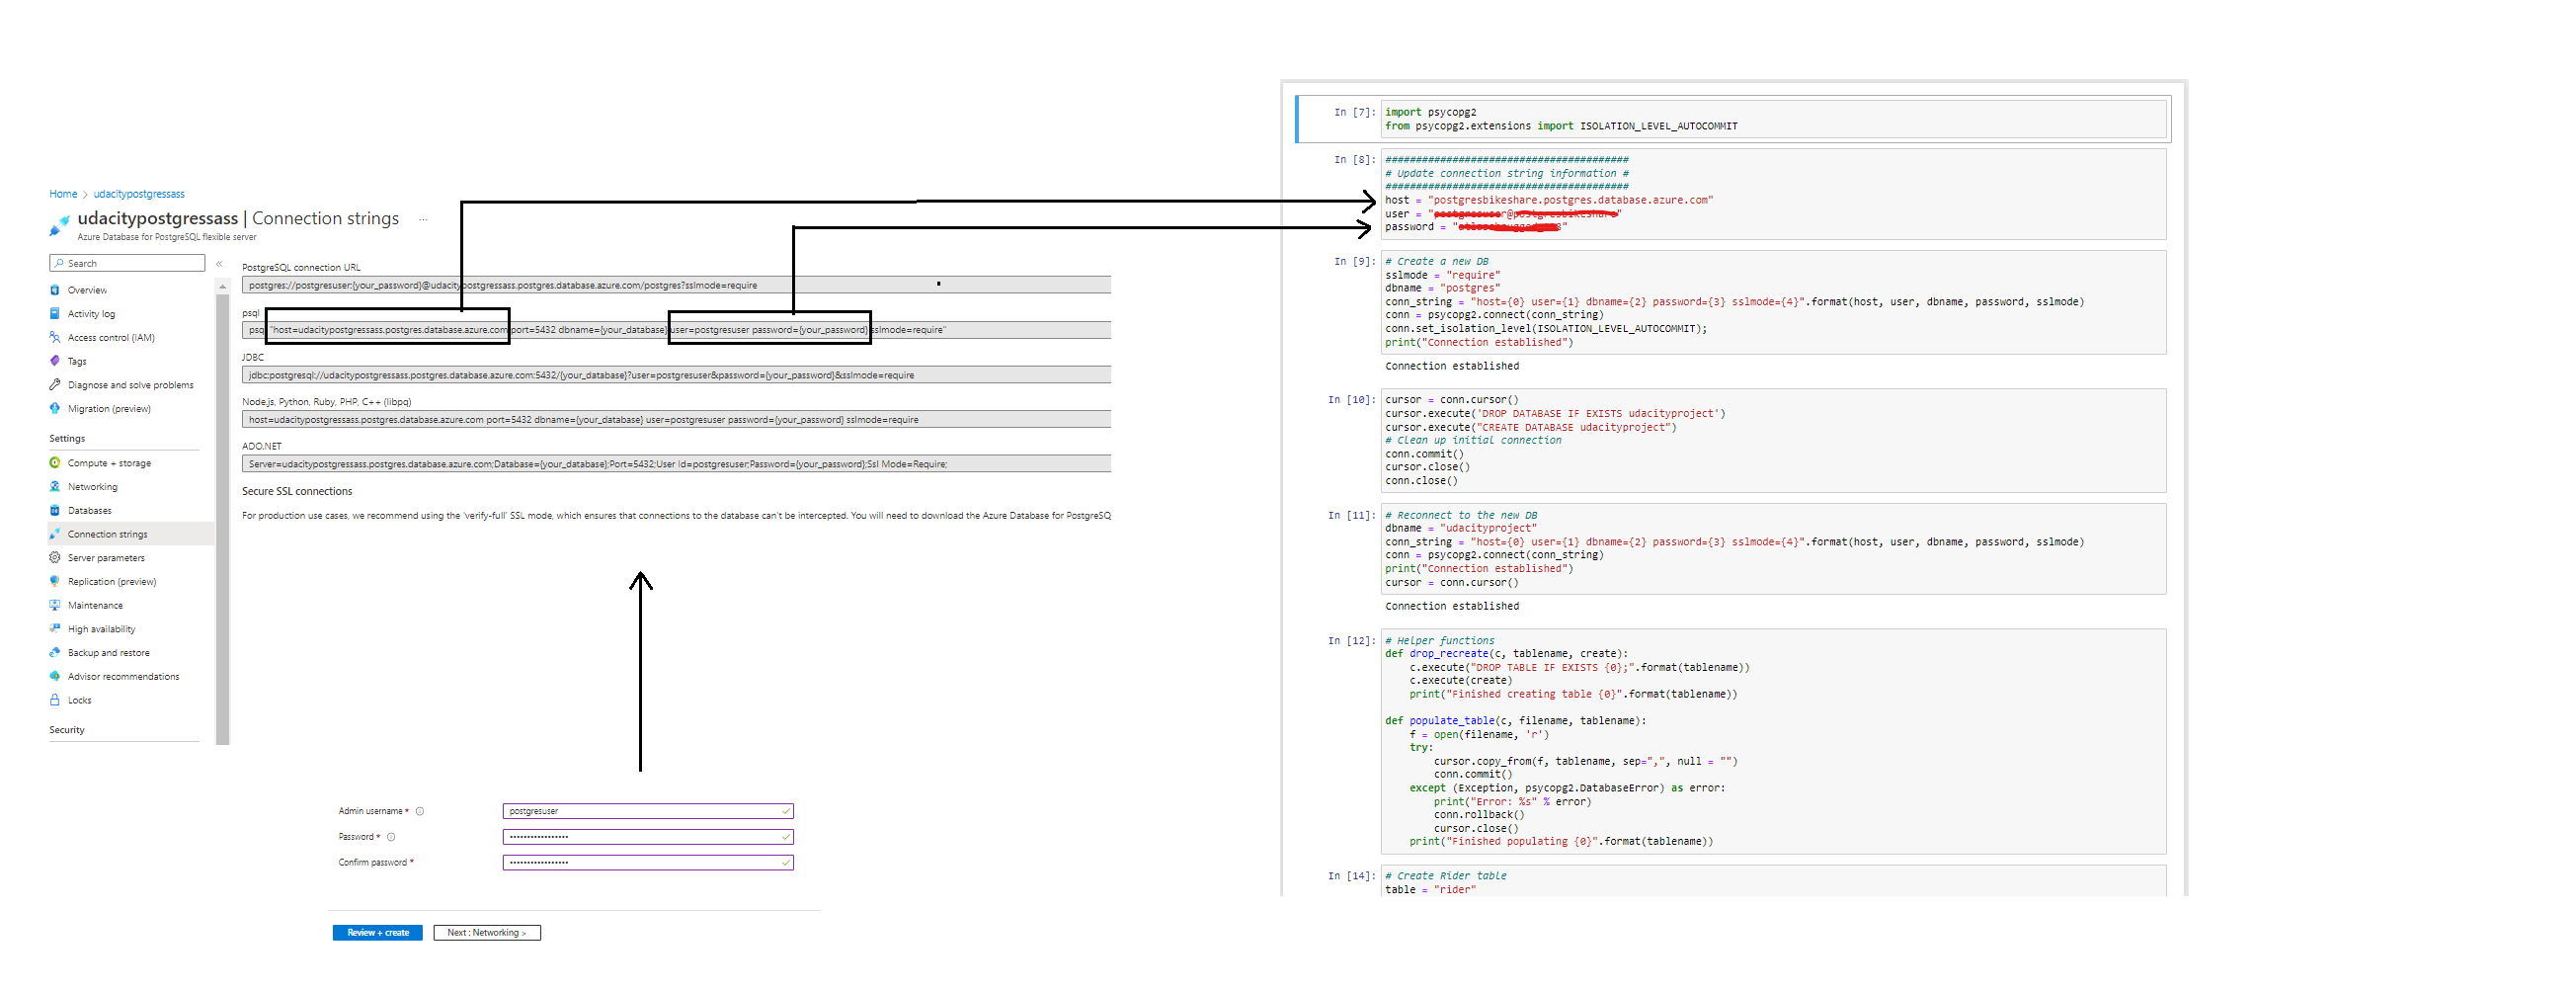 Home > udacitypostgressass
udacitypostgressass | Connection strings ...
Azure Database for PostgreSQL flexible server
Search «
Overview
Activity log
Access control (IAM)
Tags
Diagnose and solve problems
Migration (preview)
Settings
Compute + storage
Networking
Databases
Connection strings
Server parameters
Replication (preview)
Maintenance
High availability
Backup and restore
Advisor recommendations
Locks
Security
PostgreSQL connection URL
postgres://postgresuser:{your_password}@udacitypostgressass.postgres.database.azure.com/postgres?sslmode=require
psql
psql "host=udacitypostgressass.postgres.database.azure.com port=5432 dbname={your_database} user=postgresuser password={your_password} sslmode=require"
JDBC
jdbc:postgresql://udacitypostgressass.postgres.database.azure.com:5432/{your_database}?user=postgresuser&password={your_password}&sslmode=require
Node.js, Python, Ruby, PHP, C++ (libpq)
host=udacitypostgressass.postgres.database.azure.com port=5432 dbname={your_database} user=postgresuser password={your_password} sslmode=require
ADO.NET
Server=udacitypostgressass.postgres.database.azure.com;Database={your_database};Port=5432;User Id=postgresuser;Password={your_password};Ssl Mode=Require;
Secure SSL connections
For production use cases, we recommend using the 'verify-full' SSL mode, which ensures that connections to the database can't be intercepted. You will need to download the Azure Database for PostgreSQ
Admin username * postgresuser
Password * •••••••••••••••••
Confirm password * •••••••••••••••••
Review + create Next : Networking >
In [7]: import psycopg2
from psycopg2.extensions import ISOLATION_LEVEL_AUTOCOMMIT
In [8]: ########################################
# Update connection string information #
########################################
host = "postgresbikeshare.postgres.database.azure.com"
user = "
password = "
In [9]: # Create a new DB
sslmode = "require"
dbname = "postgres"
conn_string = "host={0} user={1} dbname={2} password={3} sslmode={4}".format(host, user, dbname, password, sslmode)
conn = psycopg2.connect(conn_string)
conn.set_isolation_level(ISOLATION_LEVEL_AUTOCOMMIT);
print("Connection established")
Connection established
In [10]: cursor = conn.cursor()
cursor.execute('DROP DATABASE IF EXISTS udacityproject')
cursor.execute("CREATE DATABASE udacityproject")
# Clean up initial connection
conn.commit()
cursor.close()
conn.close()
In [11]: # Reconnect to the new DB
dbname = "udacityproject"
conn_string = "host={0} user={1} dbname={2} password={3} sslmode={4}".format(host, user, dbname, password, sslmode)
conn = psycopg2.connect(conn_string)
print("Connection established")
cursor = conn.cursor()
Connection established
In [12]: # Helper functions
def drop_recreate(c, tablename, create):
c.execute("DROP TABLE IF EXISTS {0};".format(tablename))
c.execute(create)
print("Finished creating table {0}".format(tablename))
def populate_table(c, filename, tablename):
f = open(filename, 'r')
try:
cursor.copy_from(f, tablename, sep=",", null = "")
conn.commit()
except (Exception, psycopg2.DatabaseError) as error:
print("Error: %s" % error)
conn.rollback()
cursor.close()
print("Finished populating {0}".format(tablename))
In [14]: # Create Rider table
table = "rider"